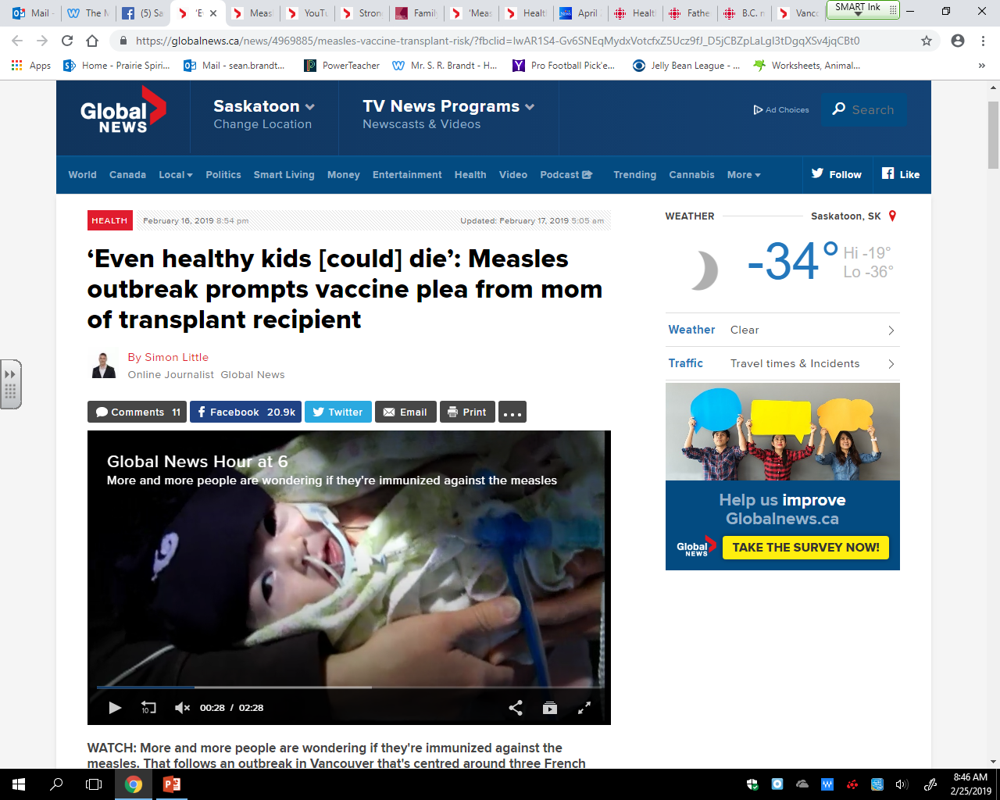 Mail -
The M
(5) Sa
'E
Meas
YouTu
Stron
Famil
'Meas
Healt
April
Healt
Fathe
B.C. n
Vanc
SMART Ink
https://globalnews.ca/news/4969885/measles-vaccine-transplant-risk/?fbclid=IwAR1S4-Gv6SNEqMydxVotcfxZ5Ucz9fJ_D5jCBZpLaLgI3tDgqXSv4jqCBt0
Apps
Home - Prairie Spiri...
Mail - sean.brandt...
PowerTeacher
Mr. S. R. Brandt - H...
Pro Football Pick'e...
Jelly Bean League - ...
Worksheets, Animal...
»
Global NEWS
Saskatoon
Change Location
TV News Programs
Newscasts & Videos
Ad Choices
Search
World Canada Local Politics Smart Living Money Entertainment Health Video Podcast Trending Cannabis More Follow Like
HEALTH February 16, 2019 8:54 pm Updated: February 17, 2019 5:05 am
‘Even healthy kids [could] die’: Measles
outbreak prompts vaccine plea from mom
of transplant recipient
By Simon Little
Online Journalist Global News
Comments 11 Facebook 20.9k Twitter Email Print ...
Global News Hour at 6
More and more people are wondering if they're immunized against the measles
10
00:28 / 02:28
WATCH: More and more people are wondering if they're immunized against the
measles. That follows an outbreak in Vancouver that's centred around three French
WEATHER Saskatoon, SK
-34°
Hi -19°
Lo -36°
Weather Clear
Traffic Travel times & Incidents
Help us improve
Globalnews.ca
Global NEWS
TAKE THE SURVEY NOW!
8:46 AM
2/25/2019